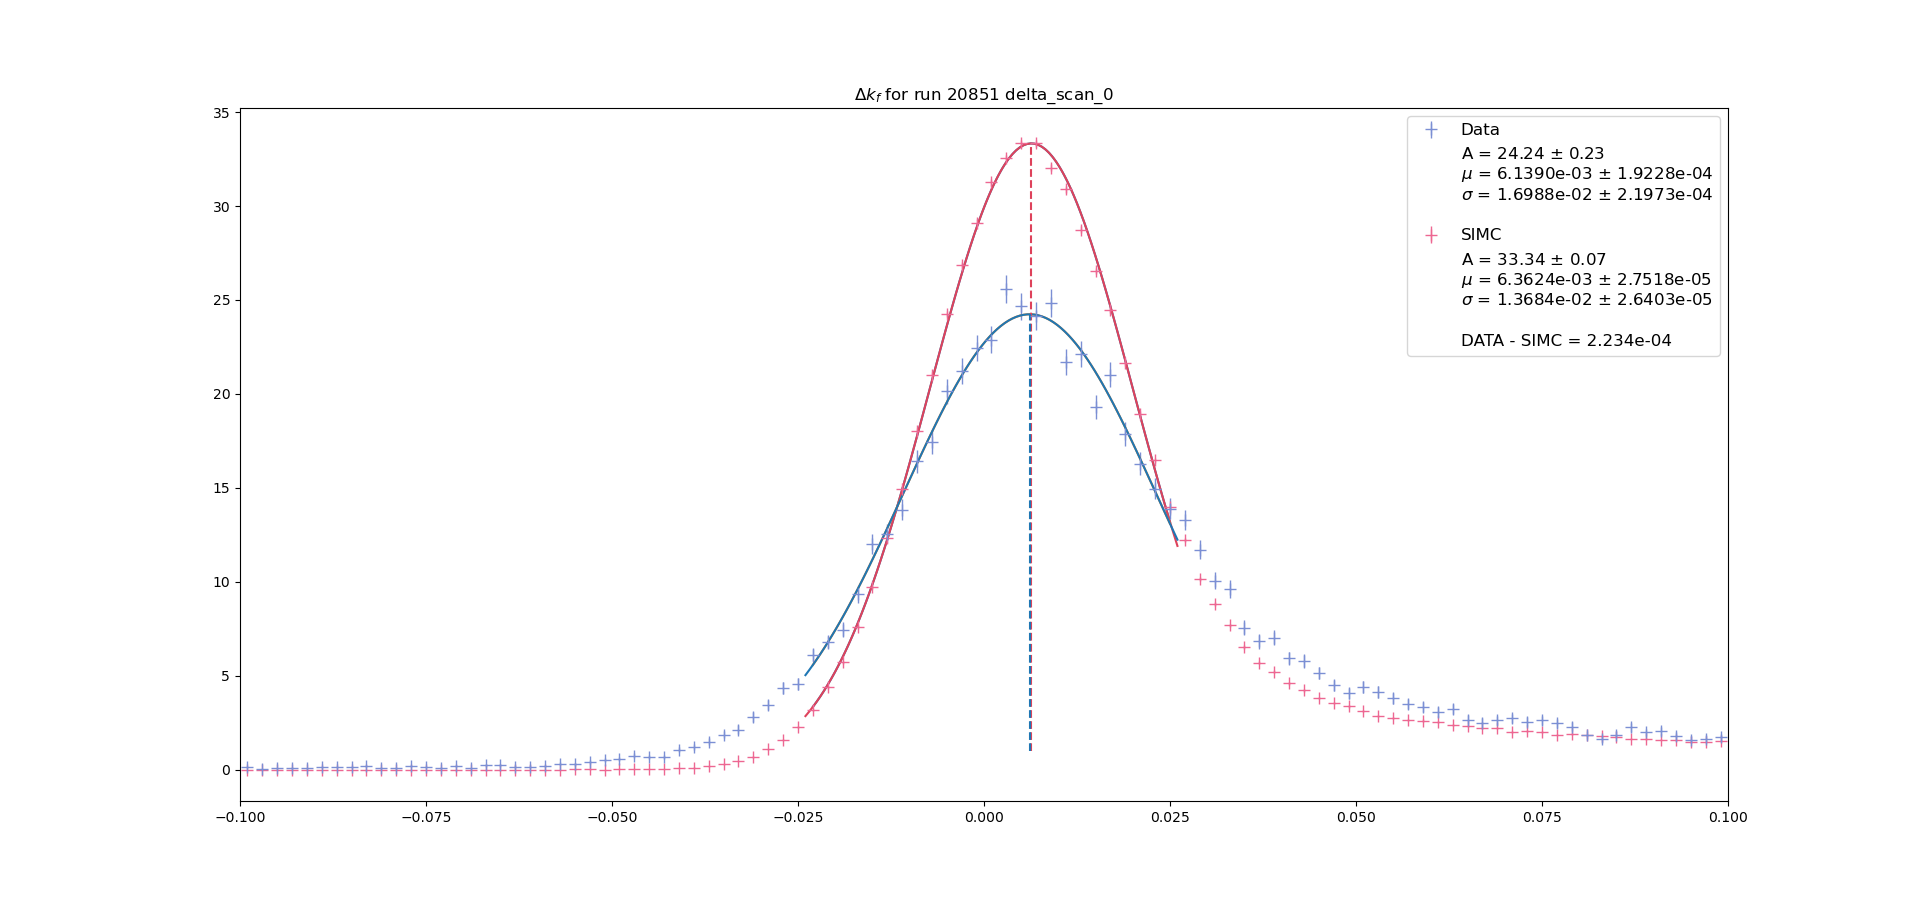 Δk_f for run 20851 delta_scan_0
35
30
25
20
15
10
5
0
−0.100 −0.075 −0.050 −0.025 0.000 0.025 0.050 0.075 0.100
Data
A = 24.24 ± 0.23
μ = 6.1390e-03 ± 1.9228e-04
σ = 1.6988e-02 ± 2.1973e-04
SIMC
A = 33.34 ± 0.07
μ = 6.3624e-03 ± 2.7518e-05
σ = 1.3684e-02 ± 2.6403e-05
DATA - SIMC = 2.234e-04